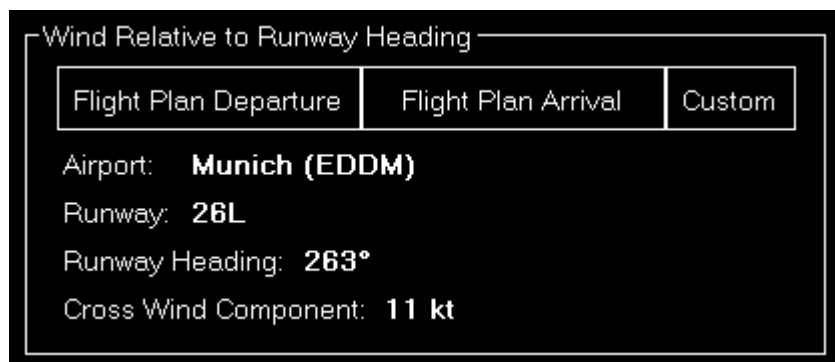 Wind Relative to Runway Heading
Flight Plan Departure Flight Plan Arrival Custom
Airport: Munich (EDDM)
Runway: 26L
Runway Heading: 263°
Cross Wind Component: 11 kt